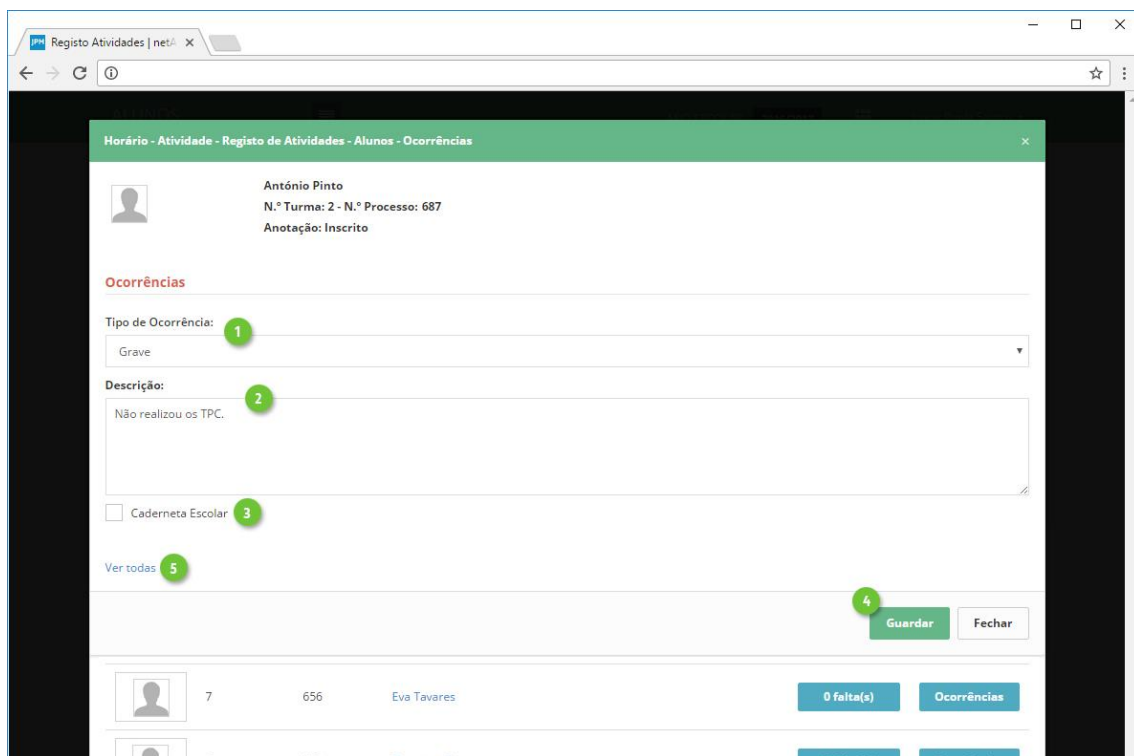 JPM Registo Atividades | netA
Horário - Atividade - Registo de Atividades - Alunos - Ocorrências
António Pinto
N.º Turma: 2 - N.º Processo: 687
Anotação: Inscrito
Ocorrências
Tipo de Ocorrência: 1
Grave
Descrição: 2
Não realizou os TPC.
Caderneta Escolar 3
Ver todas 5
4
Guardar Fechar
7 656 Eva Tavares 0 falta(s) Ocorrências